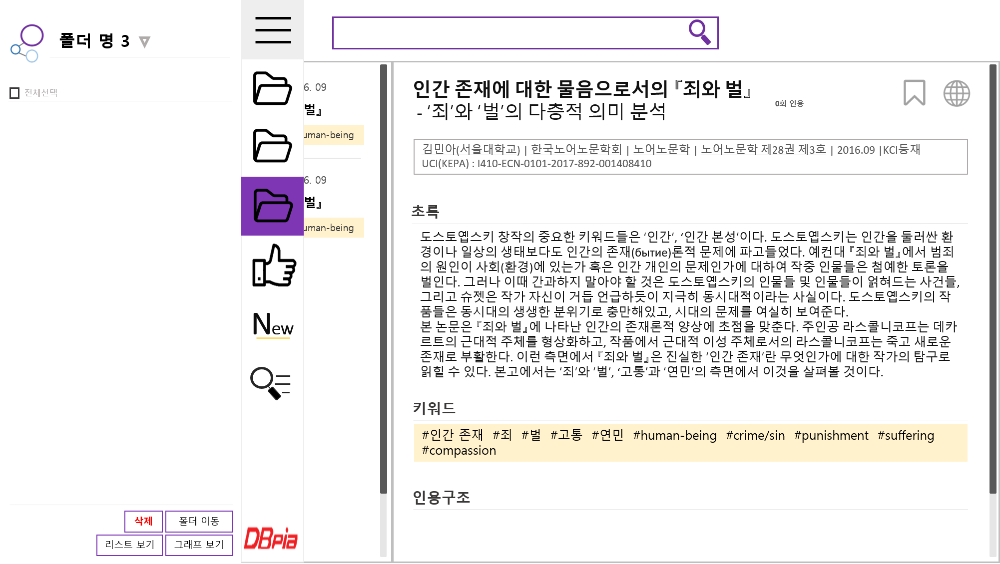 폴더 명 3
전체선택
삭제
폴더 이동
리스트 보기
그래프 보기
New
DBpia
6. 09
벌』
uman-being
6. 09
벌』
uman-being
인간 존재에 대한 물음으로서의『죄와 벌』
- ‘죄’와 ‘벌’의 다층적 의미 분석
0회 인용
김민아(서울대학교) | 한국노어노문학회 | 노어노문학 | 노어노문학 제28권 제3호 | 2016.09 |KCI등재
UCI(KEPA) : I410-ECN-0101-2017-892-001408410
초록
도스토옙스키 창작의 중요한 키워드들은 ‘인간’, ‘인간 본성’이다. 도스토옙스키는 인간을 둘러싼 환
경이나 일상의 생태보다도 인간의 존재(бытие)론적 문제에 파고들었다. 예컨대『죄와 벌』에서 범죄
의 원인이 사회(환경)에 있는가 혹은 인간 개인의 문제인가에 대하여 작중 인물들은 첨예한 토론을
벌인다. 그러나 이때 간과하지 말아야 할 것은 도스토옙스키의 인물들 및 인물들이 얽혀드는 사건들,
그리고 슈젯은 작가 자신이 거듭 언급하듯이 지극히 동시대적이라는 사실이다. 도스토옙스키의 작
품들은 동시대의 생생한 분위기로 충만해있고, 시대의 문제를 여실히 보여준다.
본 논문은『죄와 벌』에 나타난 인간의 존재론적 양상에 초점을 맞춘다. 주인공 라스콜니코프는 데카
르트의 근대적 주체를 형상화하고, 작품에서 근대적 이성 주체로서의 라스콜니코프는 죽고 새로운
존재로 부활한다. 이런 측면에서『죄와 벌』은 진실한 ‘인간 존재’란 무엇인가에 대한 작가의 탐구로
읽힐 수 있다. 본고에서는 ‘죄’와 ‘벌’, ‘고통’과 ‘연민’의 측면에서 이것을 살펴볼 것이다.
키워드
#인간 존재 #죄 #벌 #고통 #연민 #human-being #crime/sin #punishment #suffering
#compassion
인용구조